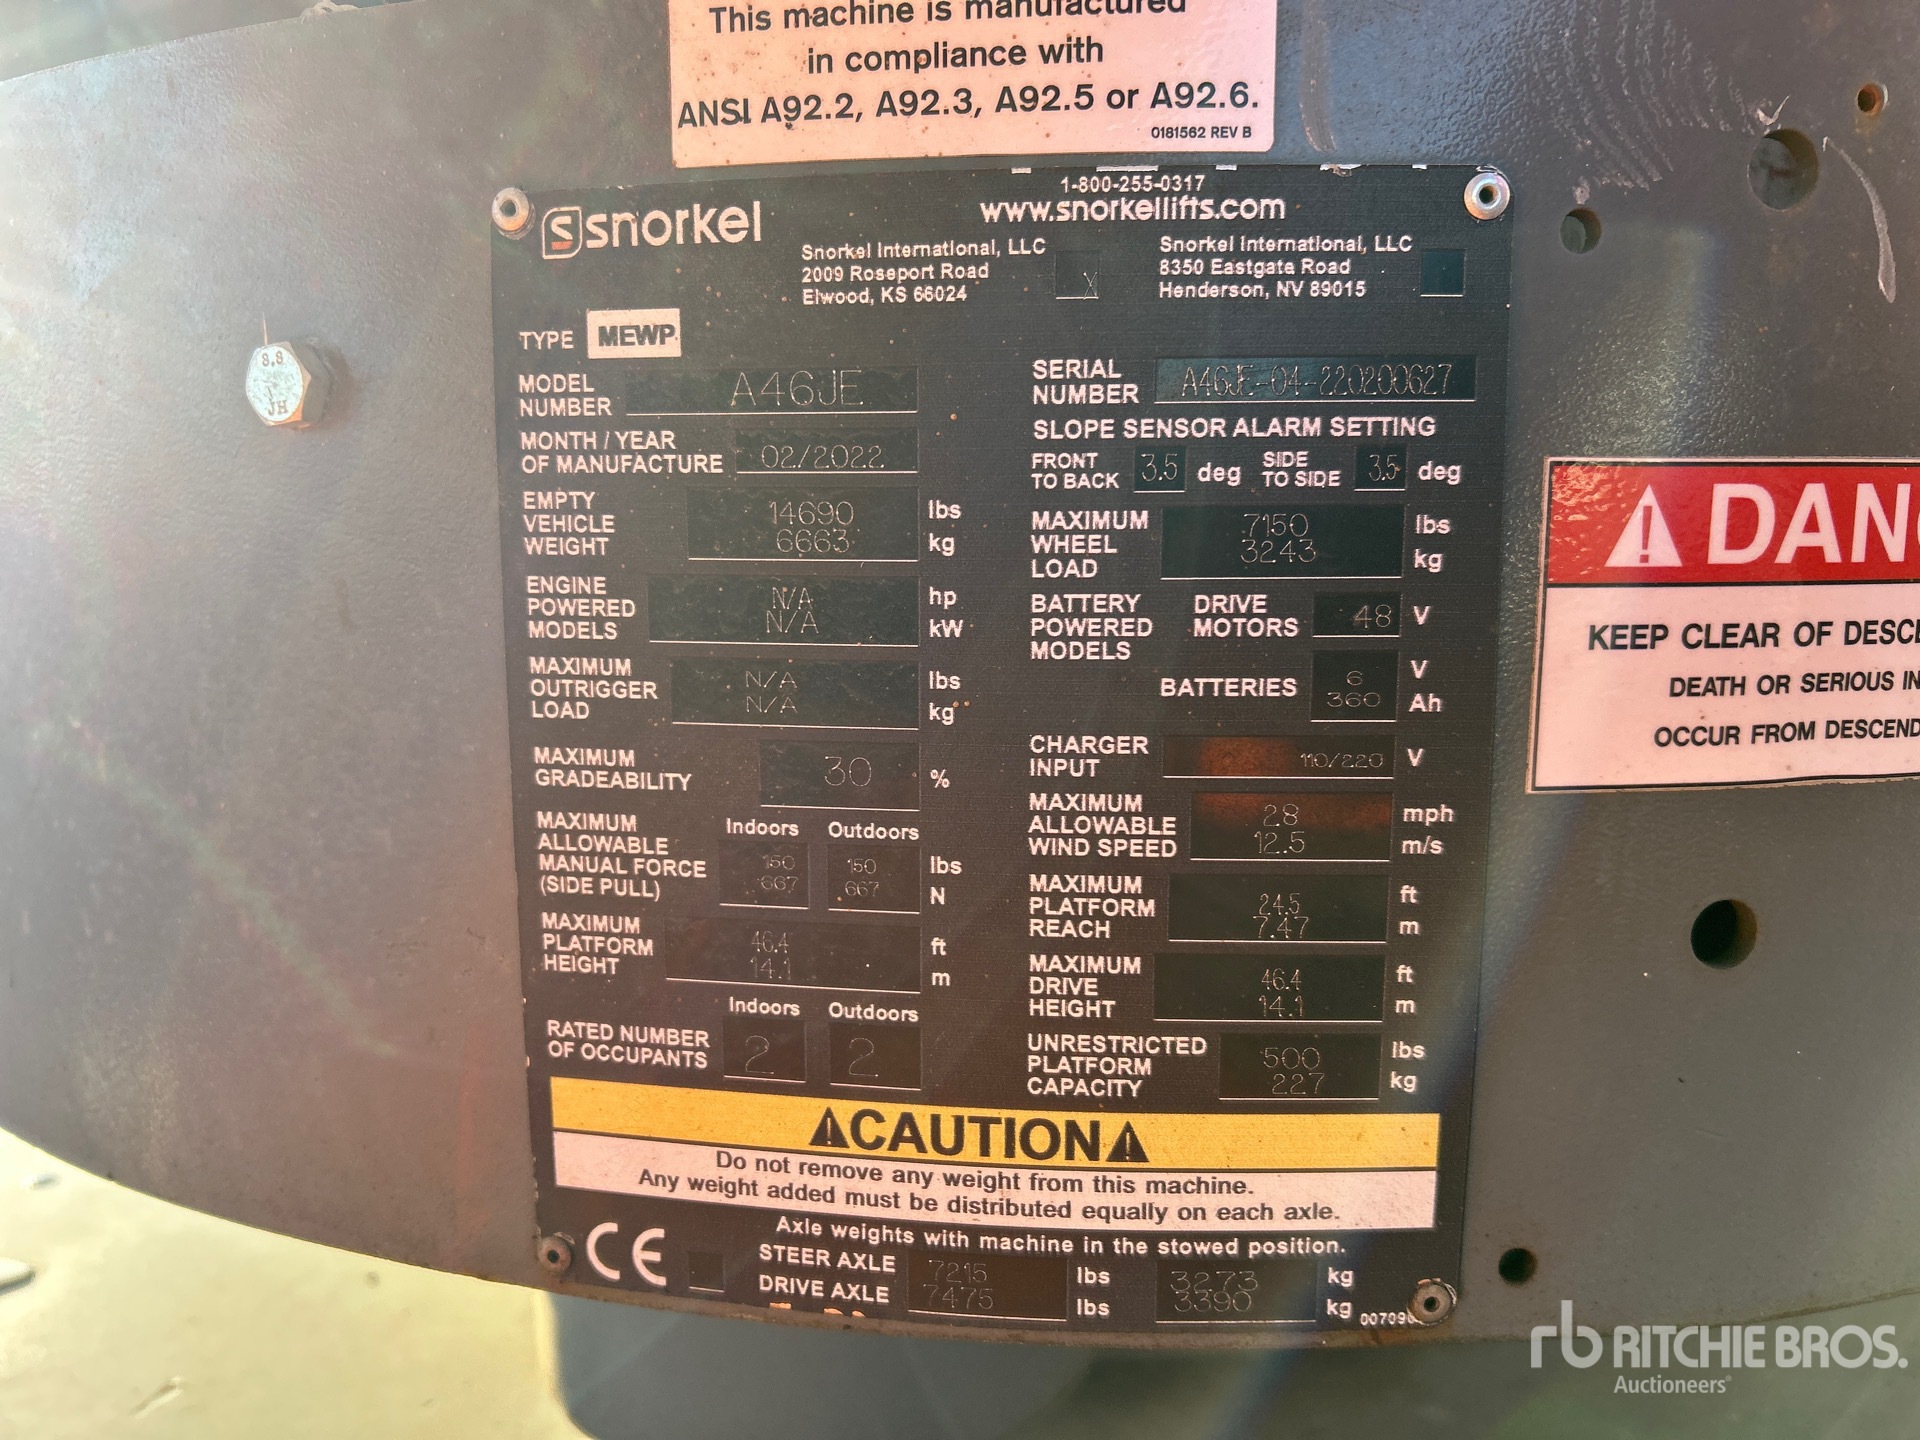 This machine is manufactured
in compliance with
ANSI A92.2, A92.3, A92.5 or A92.6.
0181562 REV B
snorkel
1-800-255-0317
www.snorkellifts.com
Snorkel International, LLC
2009 Roseport Road
Elwood, KS 66024
X
Snorkel International, LLC
8350 Eastgate Road
Henderson, NV 89015
TYPE MEWP
MODEL NUMBER A46JE
MONTH / YEAR OF MANUFACTURE 02/2022
EMPTY VEHICLE WEIGHT 14690 lbs
6663 kg
ENGINE POWERED MODELS N/A hp
N/A kW
MAXIMUM OUTRIGGER LOAD N/A lbs
N/A kg
MAXIMUM GRADEABILITY 30 %
Indoors Outdoors
MAXIMUM ALLOWABLE MANUAL FORCE (SIDE PULL) 150 150 lbs
667 667 N
MAXIMUM PLATFORM HEIGHT 46.4 ft
14.1 m
Indoors Outdoors
RATED NUMBER OF OCCUPANTS 2 2
SERIAL NUMBER A46JE-04-220200627
SLOPE SENSOR ALARM SETTING
FRONT TO BACK 3.5 deg SIDE TO SIDE 3.5 deg
MAXIMUM WHEEL LOAD 7150 lbs
3243 kg
BATTERY POWERED MODELS DRIVE MOTORS 48 V
BATTERIES 6 V
360 Ah
CHARGER INPUT 110/220 V
MAXIMUM ALLOWABLE WIND SPEED 28 mph
12.5 m/s
MAXIMUM PLATFORM REACH 24.5 ft
7.47 m
MAXIMUM DRIVE HEIGHT 46.4 ft
14.1 m
UNRESTRICTED PLATFORM CAPACITY 500 lbs
227 kg
CAUTION
Do not remove any weight from this machine.
Any weight added must be distributed equally on each axle.
Axle weights with machine in the stowed position.
CE
STEER AXLE 7215 lbs 3273 kg
DRIVE AXLE 7475 lbs 3390 kg
00709
DAN
KEEP CLEAR OF DESCE
DEATH OR SERIOUS IN
OCCUR FROM DESCEND
8.8
JH
rb RITCHIE BROS.
Auctioneers